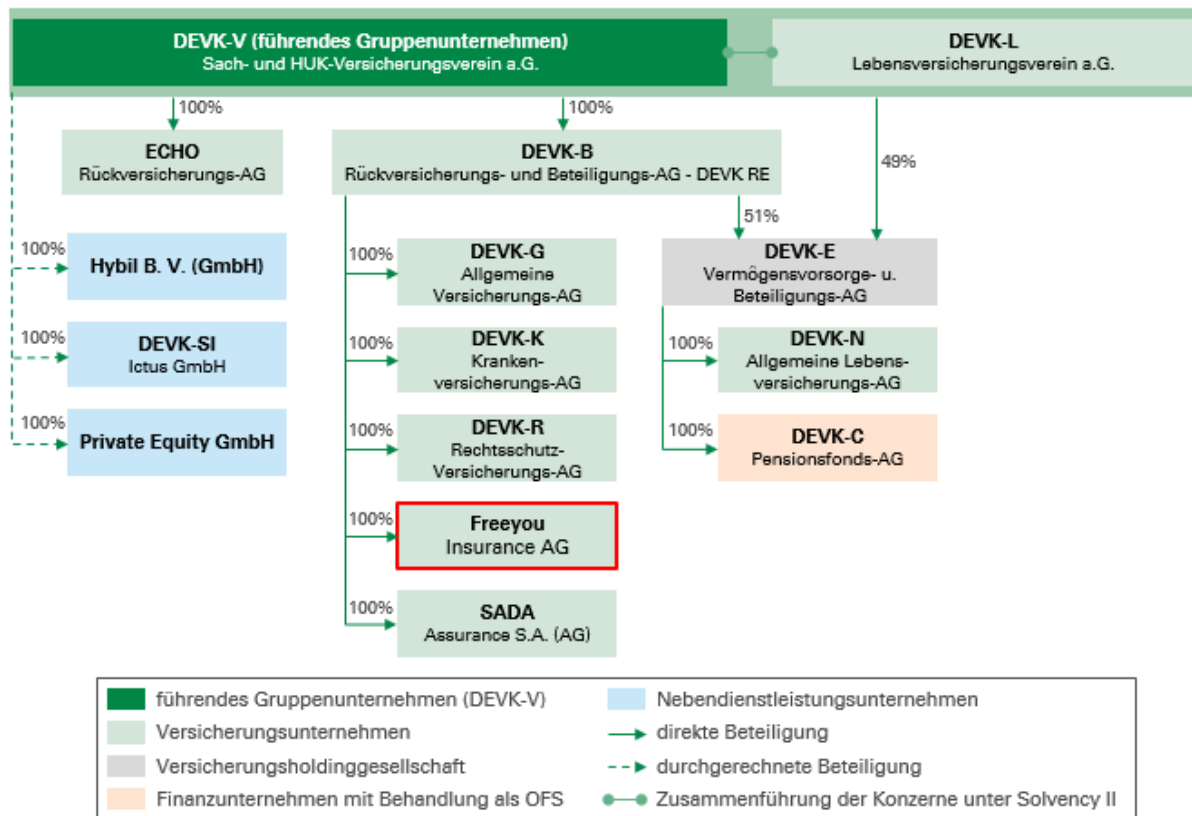 DEVK-V (führendes Gruppenunternehmen)
Sach- und HUK-Versicherungsverein a.G.
DEVK-L
Lebensversicherungsverein a.G.
100%
100%
49%
ECHO
Rückversicherungs-AG
DEVK-B
Rückversicherungs- und Beteiligungs-AG - DEVK RE
51%
100%
Hybil B. V. (GmbH)
100%
DEVK-G
Allgemeine
Versicherungs-AG
DEVK-E
Vermögensvorsorge- u.
Beteiligungs-AG
100%
DEVK-SI
Ictus GmbH
100%
DEVK-K
Kranken-
versicherungs-AG
100%
DEVK-N
Allgemeine Lebens-
versicherungs-AG
100%
Private Equity GmbH
100%
DEVK-R
Rechtsschutz-
Versicherungs-AG
100%
DEVK-C
Pensionsfonds-AG
100%
Freeyou
Insurance AG
100%
SADA
Assurance S.A. (AG)
führendes Gruppenunternehmen (DEVK-V)
Versicherungsunternehmen
Versicherungsholdinggesellschaft
Finanzunternehmen mit Behandlung als OFS
Nebendienstleistungsunternehmen
direkte Beteiligung
durchgerechnete Beteiligung
Zusammenführung der Konzerne unter Solvency II